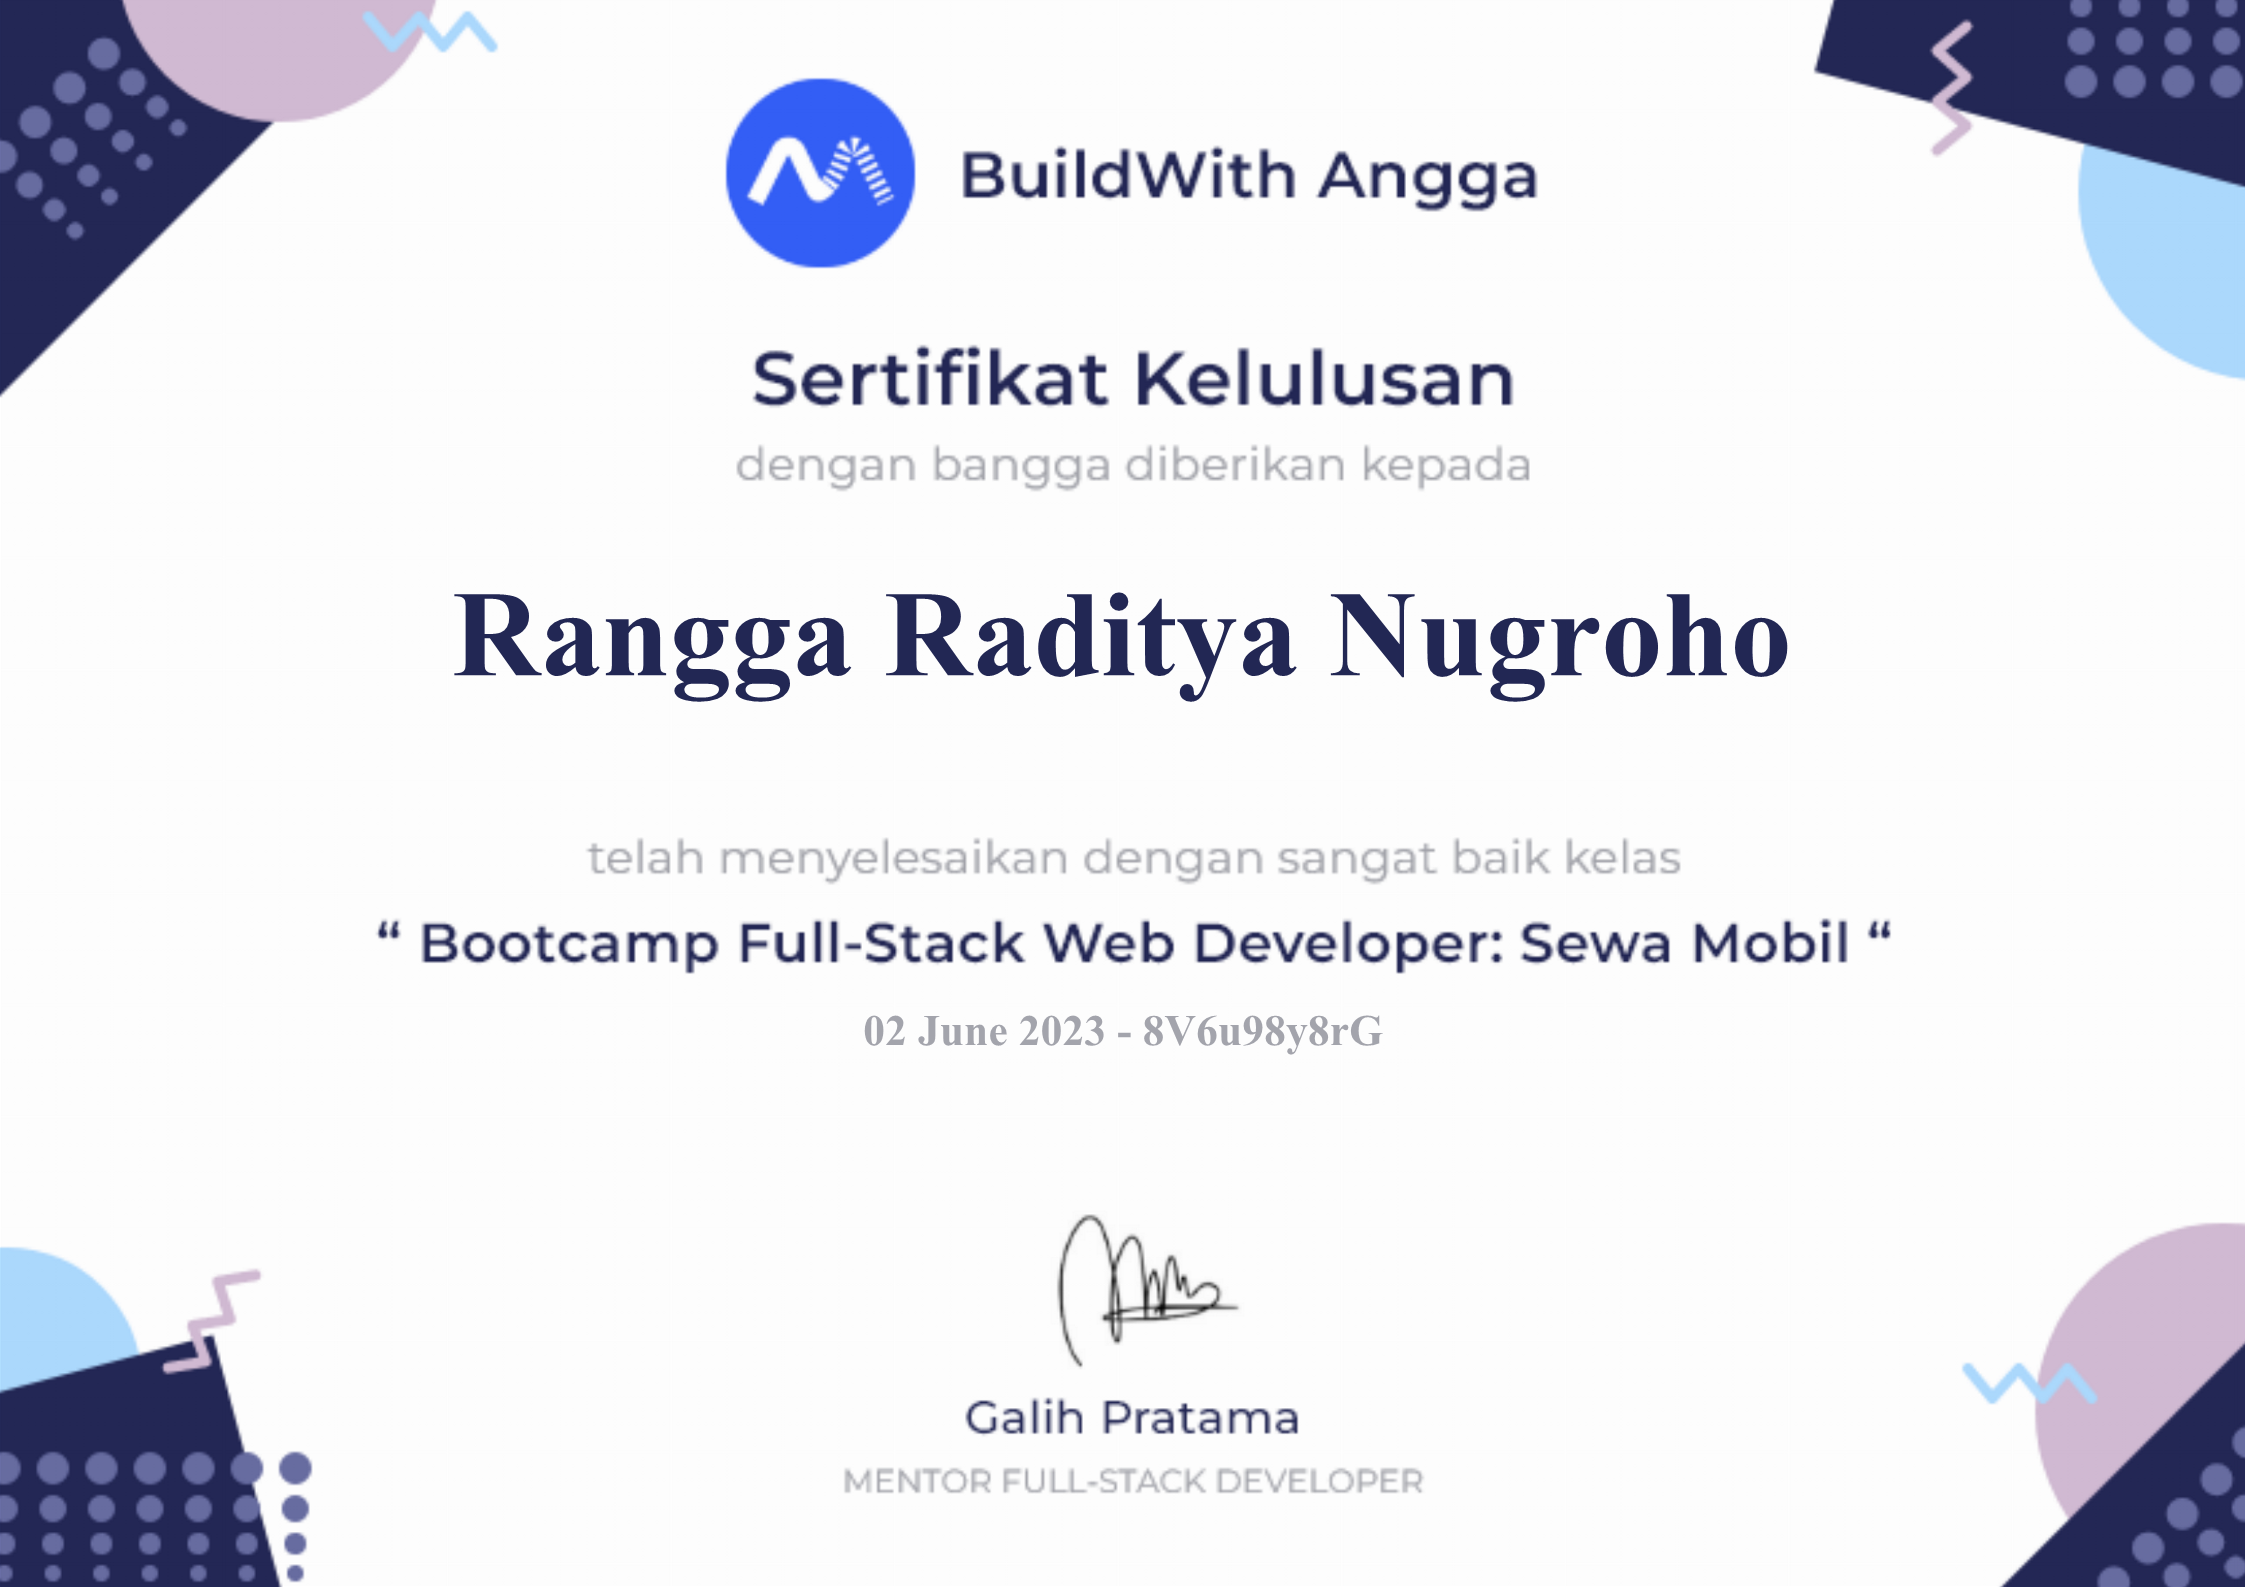 BuildWith Angga
Sertifikat Kelulusan
dengan bangga diberikan kepada
Rangga Raditya Nugroho
telah menyelesaikan dengan sangat baik kelas
“ Bootcamp Full-Stack Web Developer: Sewa Mobil “
02 June 2023 - 8V6u98y8rG
Galih Pratama
MENTOR FULL-STACK DEVELOPER